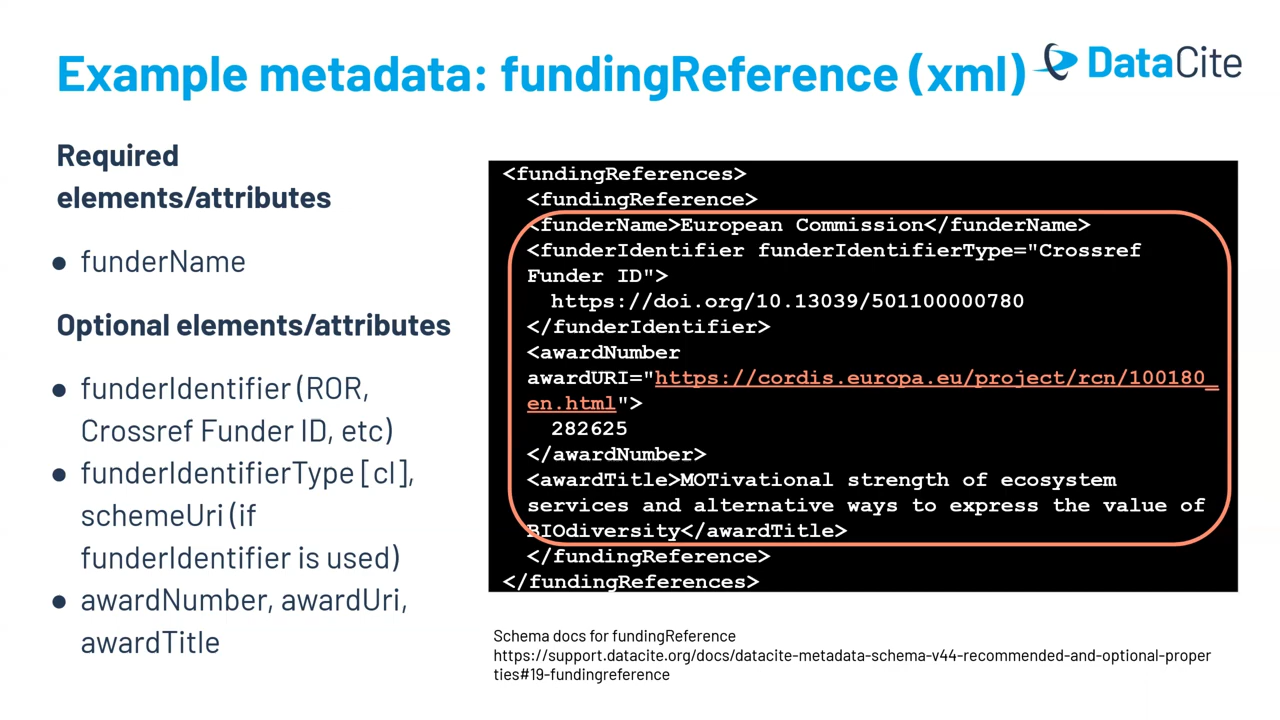 Example metadata: fundingReference (xml)
DataCite
Required
elements/attributes
● funderName
Optional elements/attributes
● funderIdentifier (ROR,
Crossref Funder ID, etc)
● funderIdentifierType [cl],
schemeUri (if
funderIdentifier is used)
● awardNumber, awardUri,
awardTitle
<fundingReferences>
<fundingReference>
<funderName>European Commission</funderName>
<funderIdentifier funderIdentifierType="Crossref
Funder ID">
https://doi.org/10.13039/501100000780
</funderIdentifier>
<awardNumber
awardURI="https://cordis.europa.eu/project/rcn/100180_
en.html">
282625
</awardNumber>
<awardTitle>MOTivational strength of ecosystem
services and alternative ways to express the value of
BIOdiversity</awardTitle>
</fundingReference>
</fundingReferences>
Schema docs for fundingReference
https://support.datacite.org/docs/datacite-metadata-schema-v44-recommended-and-optional-proper
ties#19-fundingreference